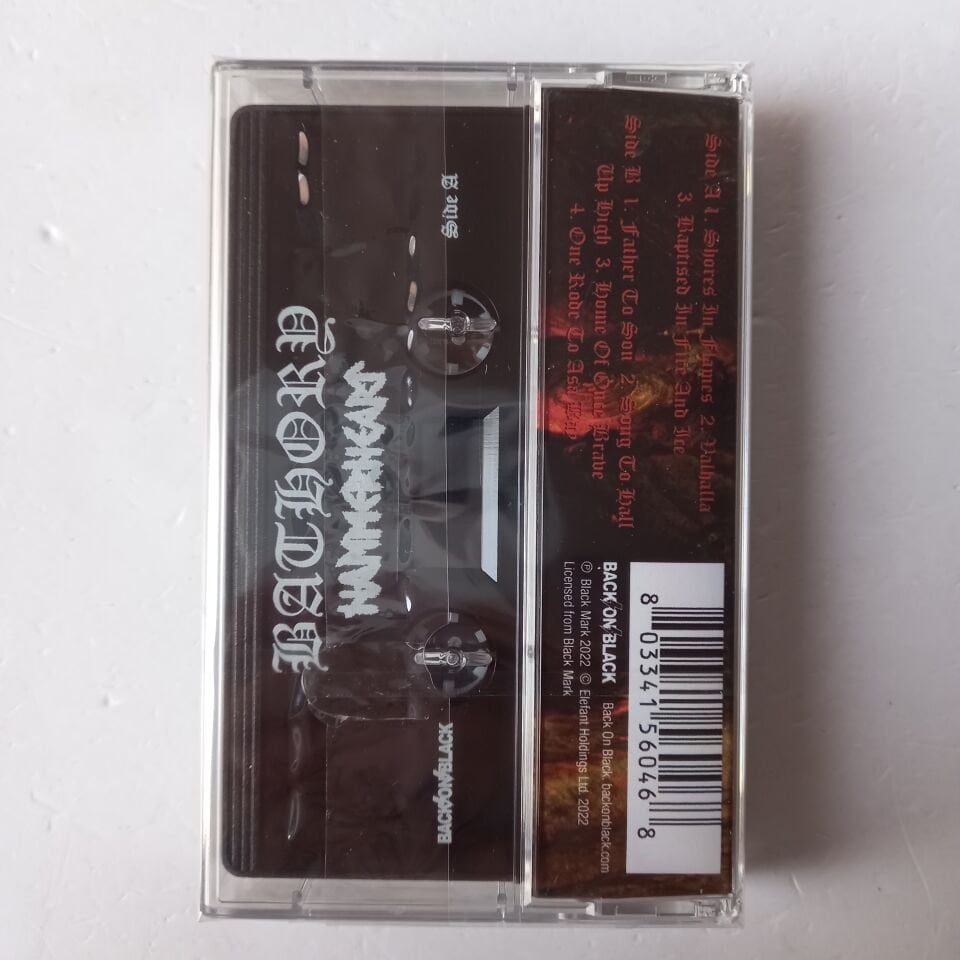 Side A 1. Shores In Flames 2. Valhalla
3. Baptised In Fire And Ice
Side B 1. Father To Son 2. Song To Hall
Up High 3. Home Of Once Brave
4. One Rode To Asa Bay
BACK ON BLACK Back On Black. backonblack.com
℗ Black Mark 2022 © Elefant Holdings Ltd. 2022
Licensed from Black Mark
8 03341 56046 8
Side A
BATHORY
HAMMERHEART
BACK ON BLACK